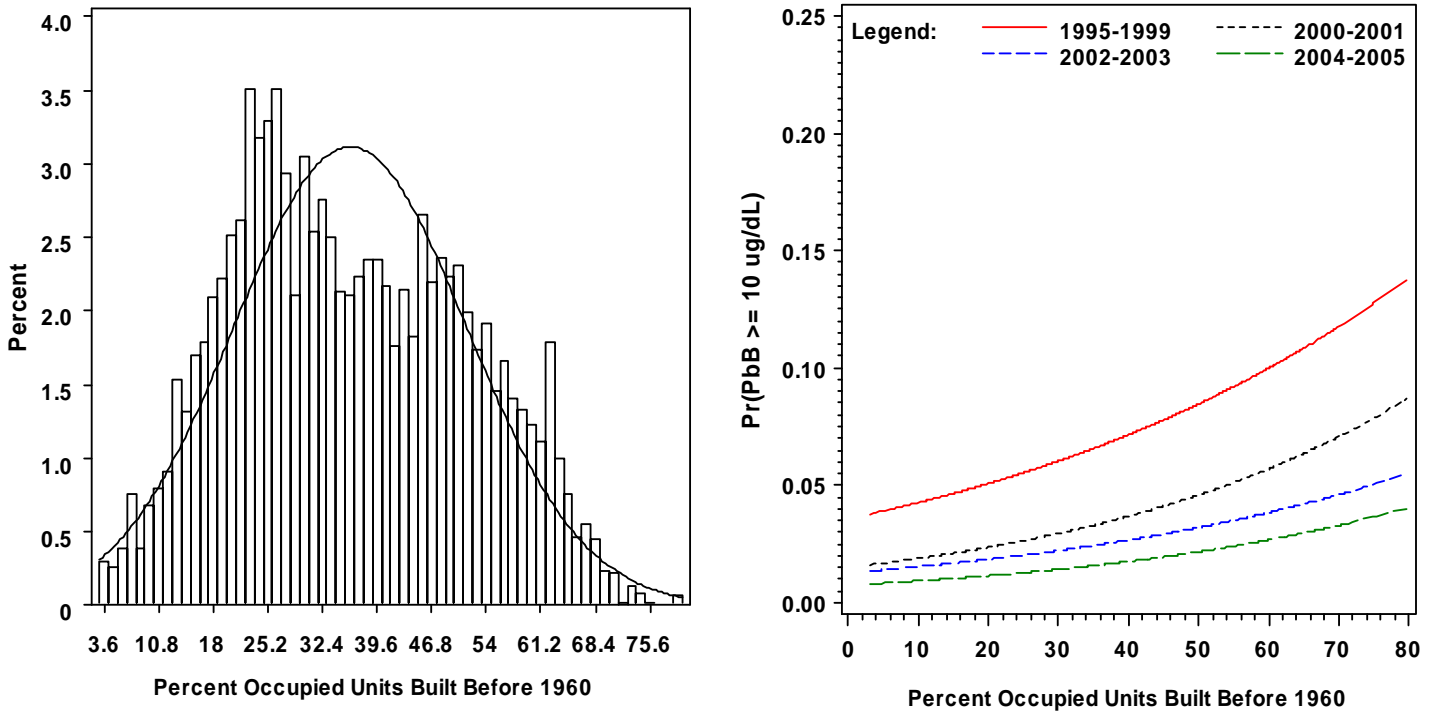 4.0
3.5
3.0
2.5
2.0
1.5
1.0
0.5
0
Percent
3.6 10.8 18 25.2 32.4 39.6 46.8 54 61.2 68.4 75.6
Percent Occupied Units Built Before 1960
0.25
0.20
0.15
0.10
0.05
0.00
Pr(PbB >= 10 ug/dL)
Legend: 1995-1999 2000-2001
2002-2003 2004-2005
0 10 20 30 40 50 60 70 80
Percent Occupied Units Built Before 1960